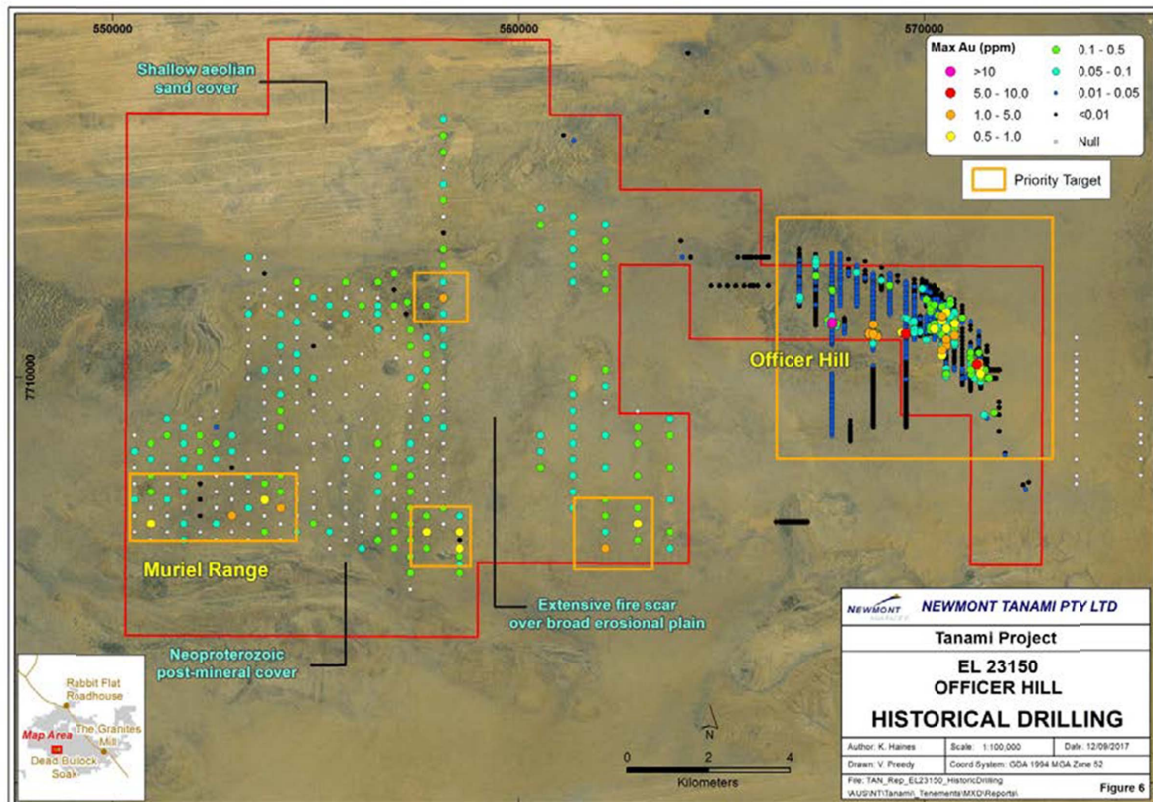 550000
560000
570000
7710000
Shallow aeolian
sand cover
Max Au (ppm)
>10
5.0 - 10.0
1.0 - 5.0
0.5 - 1.0
0.1 - 0.5
0.05 - 0.1
0.01 - 0.05
<0.01
Null
Priority Target
Officer Hill
Muriel Range
Extensive fire scar
over broad erosional plain
Neoproterozoic
post-mineral cover
Rabbit Flat
Roadhouse
The Granites
Mill
Map Area
Dead Bullock
Soak
N
0 2 4
Kilometers
NEWMONT
NEWMONT TANAMI PTY LTD
Tanami Project
EL 23150
OFFICER HILL
HISTORICAL DRILLING
Author: K. Haines
Scale: 1:100,000
Date: 12/09/2017
Drawn: V. Preedy
Coord System: GDA 1994 MGA Zone 52
File: TAN_Rep_EL23150_HistoricDrilling
\AUS\NT\Tanami\_Tenements\MXD\Reports\
Figure 6